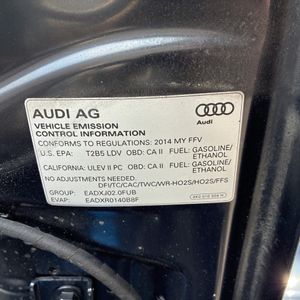 AUDI AG
Audi
VEHICLE EMISSION
CONTROL INFORMATION
CONFORMS TO REGULATIONS: 2014 MY FFV
U.S. EPA: T2B5 LDV OBD: CA II FUEL: GASOLINE/
ETHANOL
CALIFORNIA: ULEV II PC OBD: CA II FUEL: GASOLINE/
ETHANOL
NO ADJUSTMENTS NEEDED.
DFI/TC/CAC/TWC/WR-HO2S/HO2S/FFS
GROUP: EADXJ02.0FUB
EVAP: EADXR0140B8F